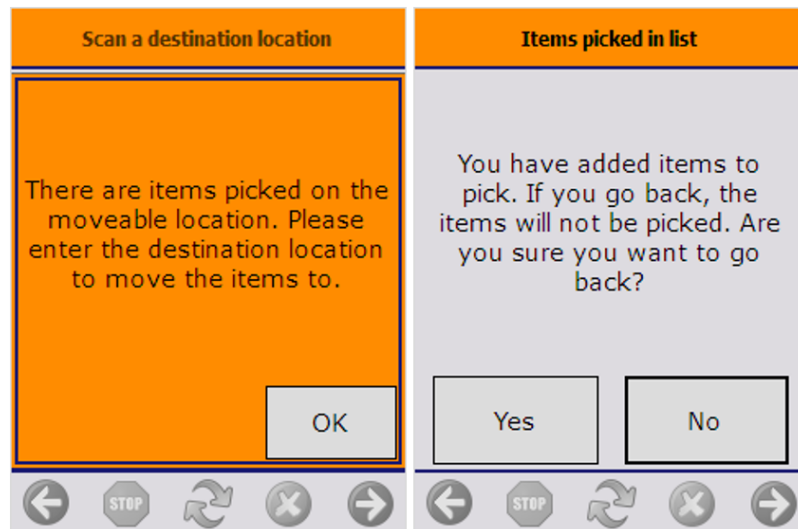 Scan a destination location
There are items picked on the
moveable location. Please
enter the destination location
to move the items to.
OK
STOP
Items picked in list
You have added items to
pick. If you go back, the
items will not be picked. Are
you sure you want to go
back?
Yes
No
STOP